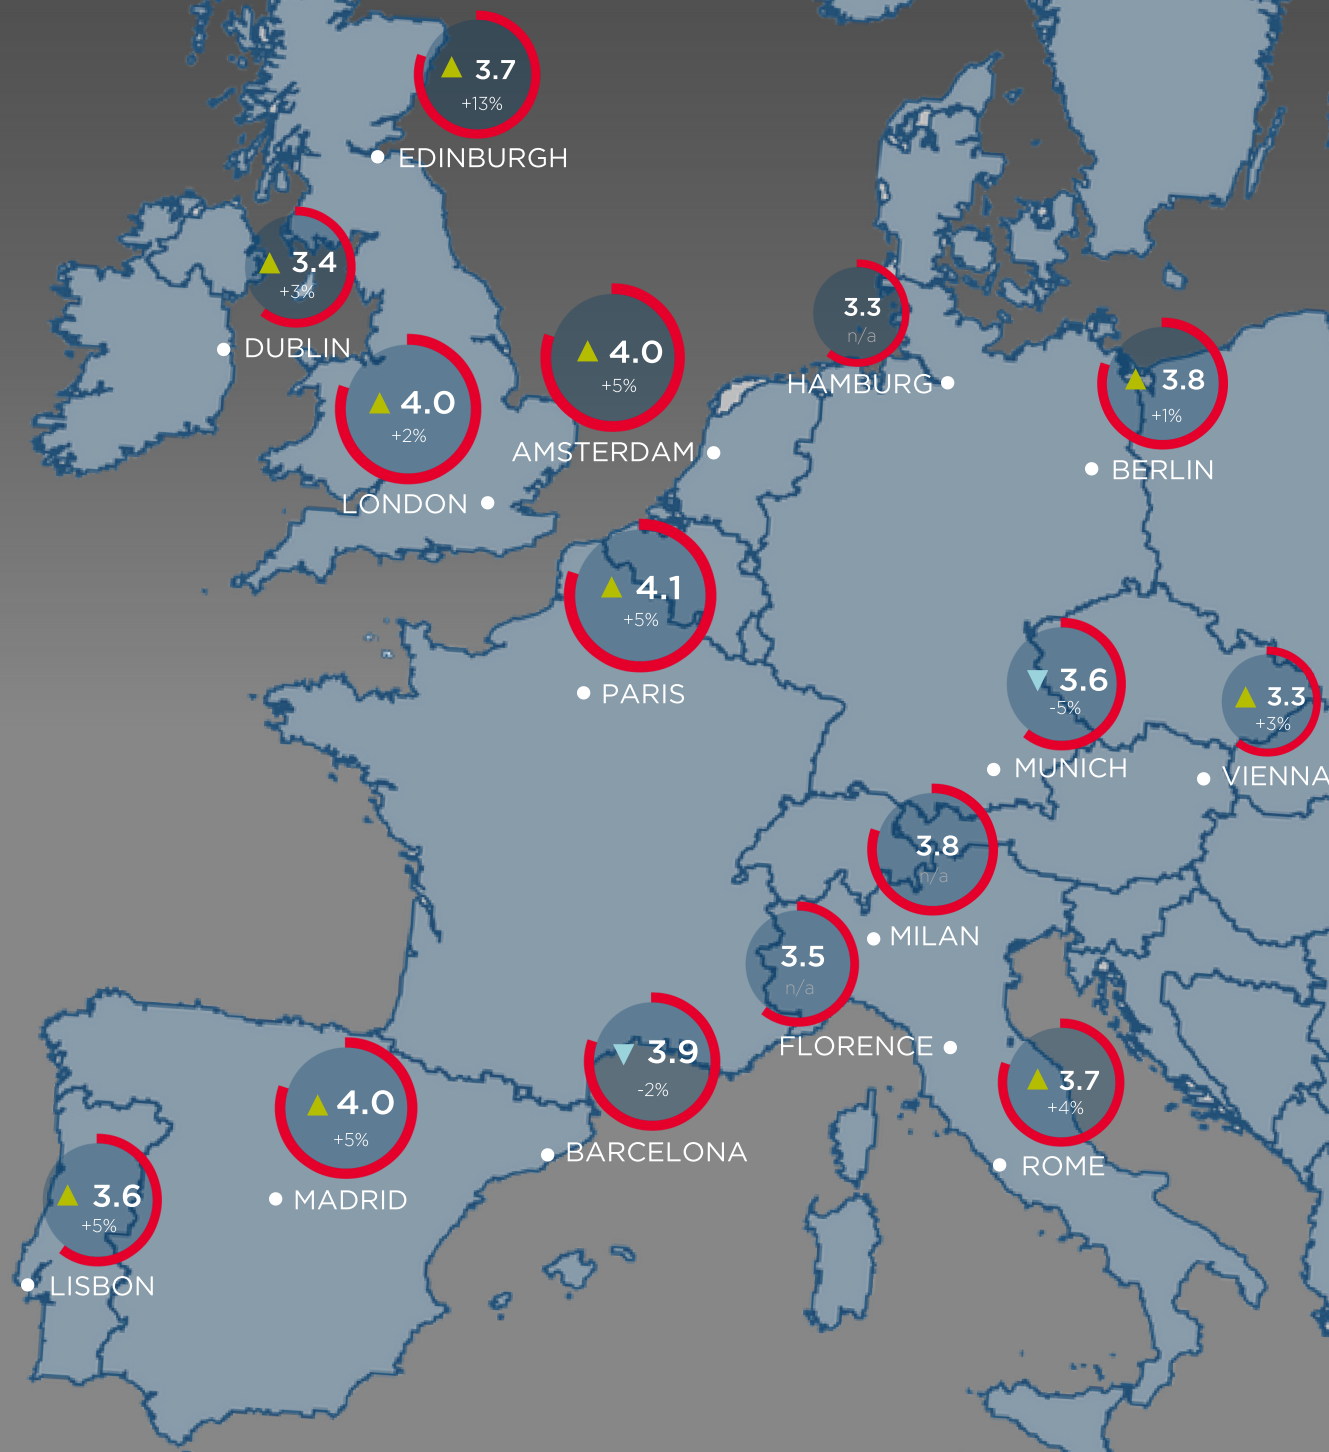 3.7
+13%
EDINBURGH
3.4
+3%
DUBLIN
4.0
+2%
LONDON
4.0
+5%
AMSTERDAM
3.3
n/a
HAMBURG
3.8
+1%
BERLIN
4.1
+5%
PARIS
3.6
-5%
MUNICH
3.3
+3%
VIENNA
3.8
n/a
MILAN
3.5
n/a
FLORENCE
3.9
-2%
BARCELONA
4.0
+5%
MADRID
3.7
+4%
ROME
3.6
+5%
LISBON